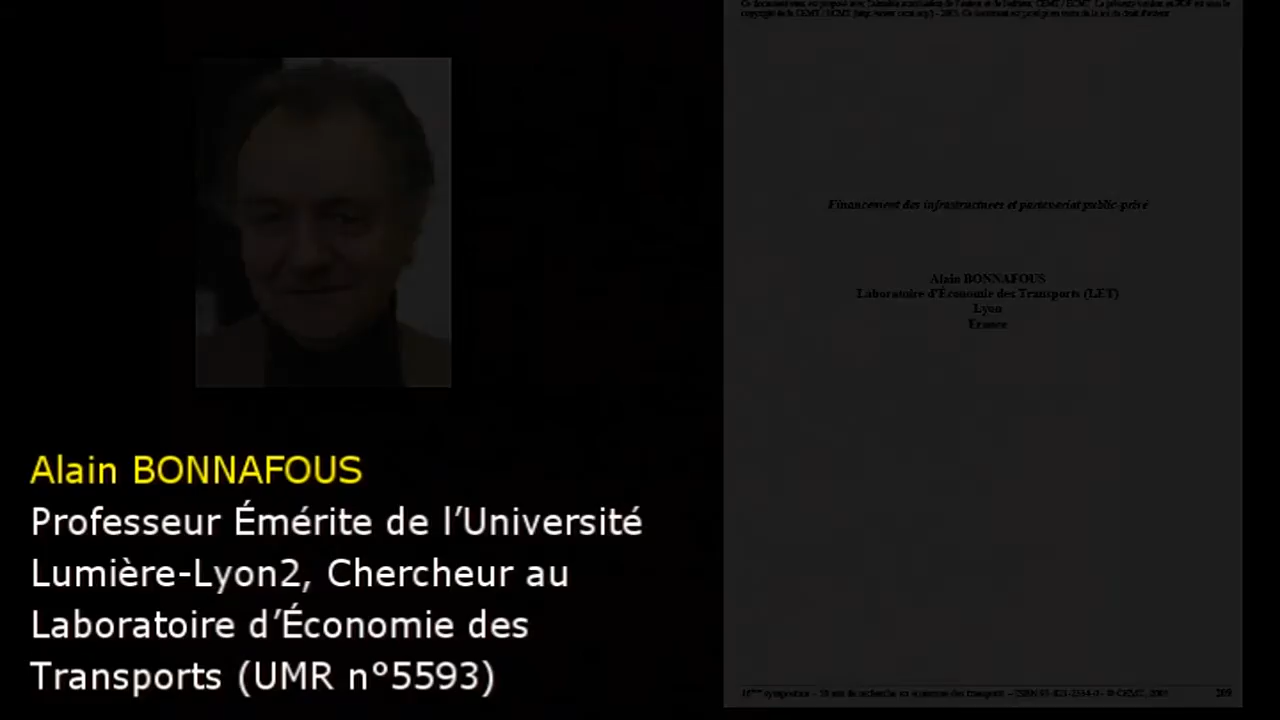 Alain BONNAFOUS
Professeur Émérite de l’Université
Lumière-Lyon2, Chercheur au
Laboratoire d’Économie des
Transports (UMR n°5593)
Financement des infrastructures et partenariat public-privé
Alain BONNAFOUS
Laboratoire d'Économie des Transports (LET)
Lyon
France